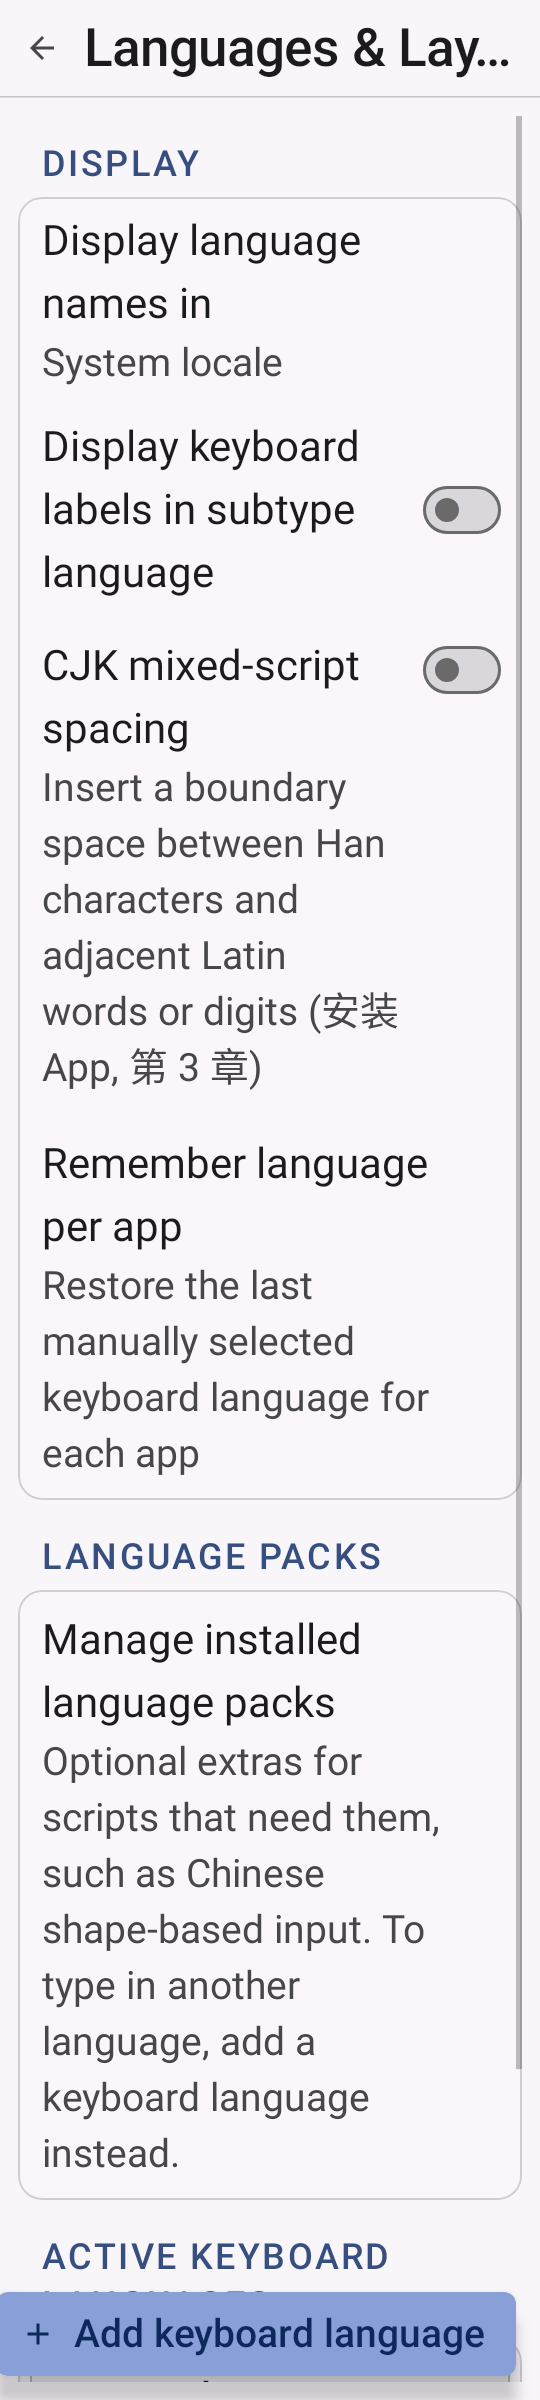 Languages & Lay...
DISPLAY
Display language
names in
System locale
Display keyboard
labels in subtype
language
CJK mixed-script
spacing
Insert a boundary
space between Han
characters and
adjacent Latin
words or digits (安装
App, 第 3 章)
Remember language
per app
Restore the last
manually selected
keyboard language for
each app
LANGUAGE PACKS
Manage installed
language packs
Optional extras for
scripts that need them,
such as Chinese
shape-based input. To
type in another
language, add a
keyboard language
instead.
ACTIVE KEYBOARD
+ Add keyboard language